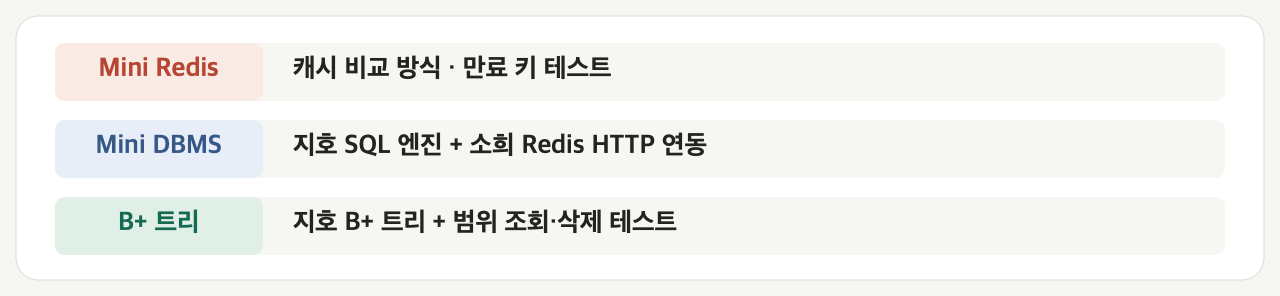 Mini Redis 캐시 비교 방식 · 만료 키 테스트
Mini DBMS 지호 SQL 엔진 + 소희 Redis HTTP 연동
B+ 트리 지호 B+ 트리 + 범위 조회·삭제 테스트